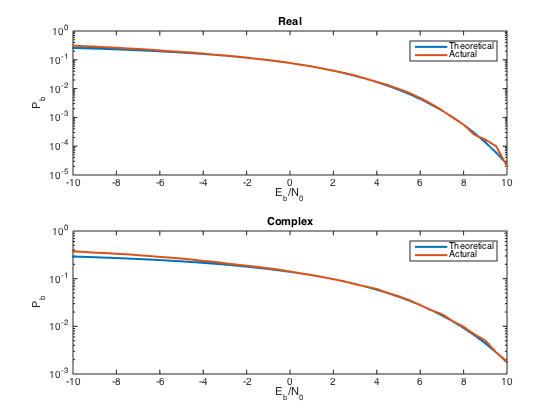 Real
10^0
10^-1
10^-2
10^-3
10^-4
10^-5
P_b
Theoretical
Actural
-10 -8 -6 -4 -2 0 2 4 6 8 10
E_b/N_0
Complex
10^0
10^-1
10^-2
10^-3
P_b
Theoretical
Actural
-10 -8 -6 -4 -2 0 2 4 6 8 10
E_b/N_0